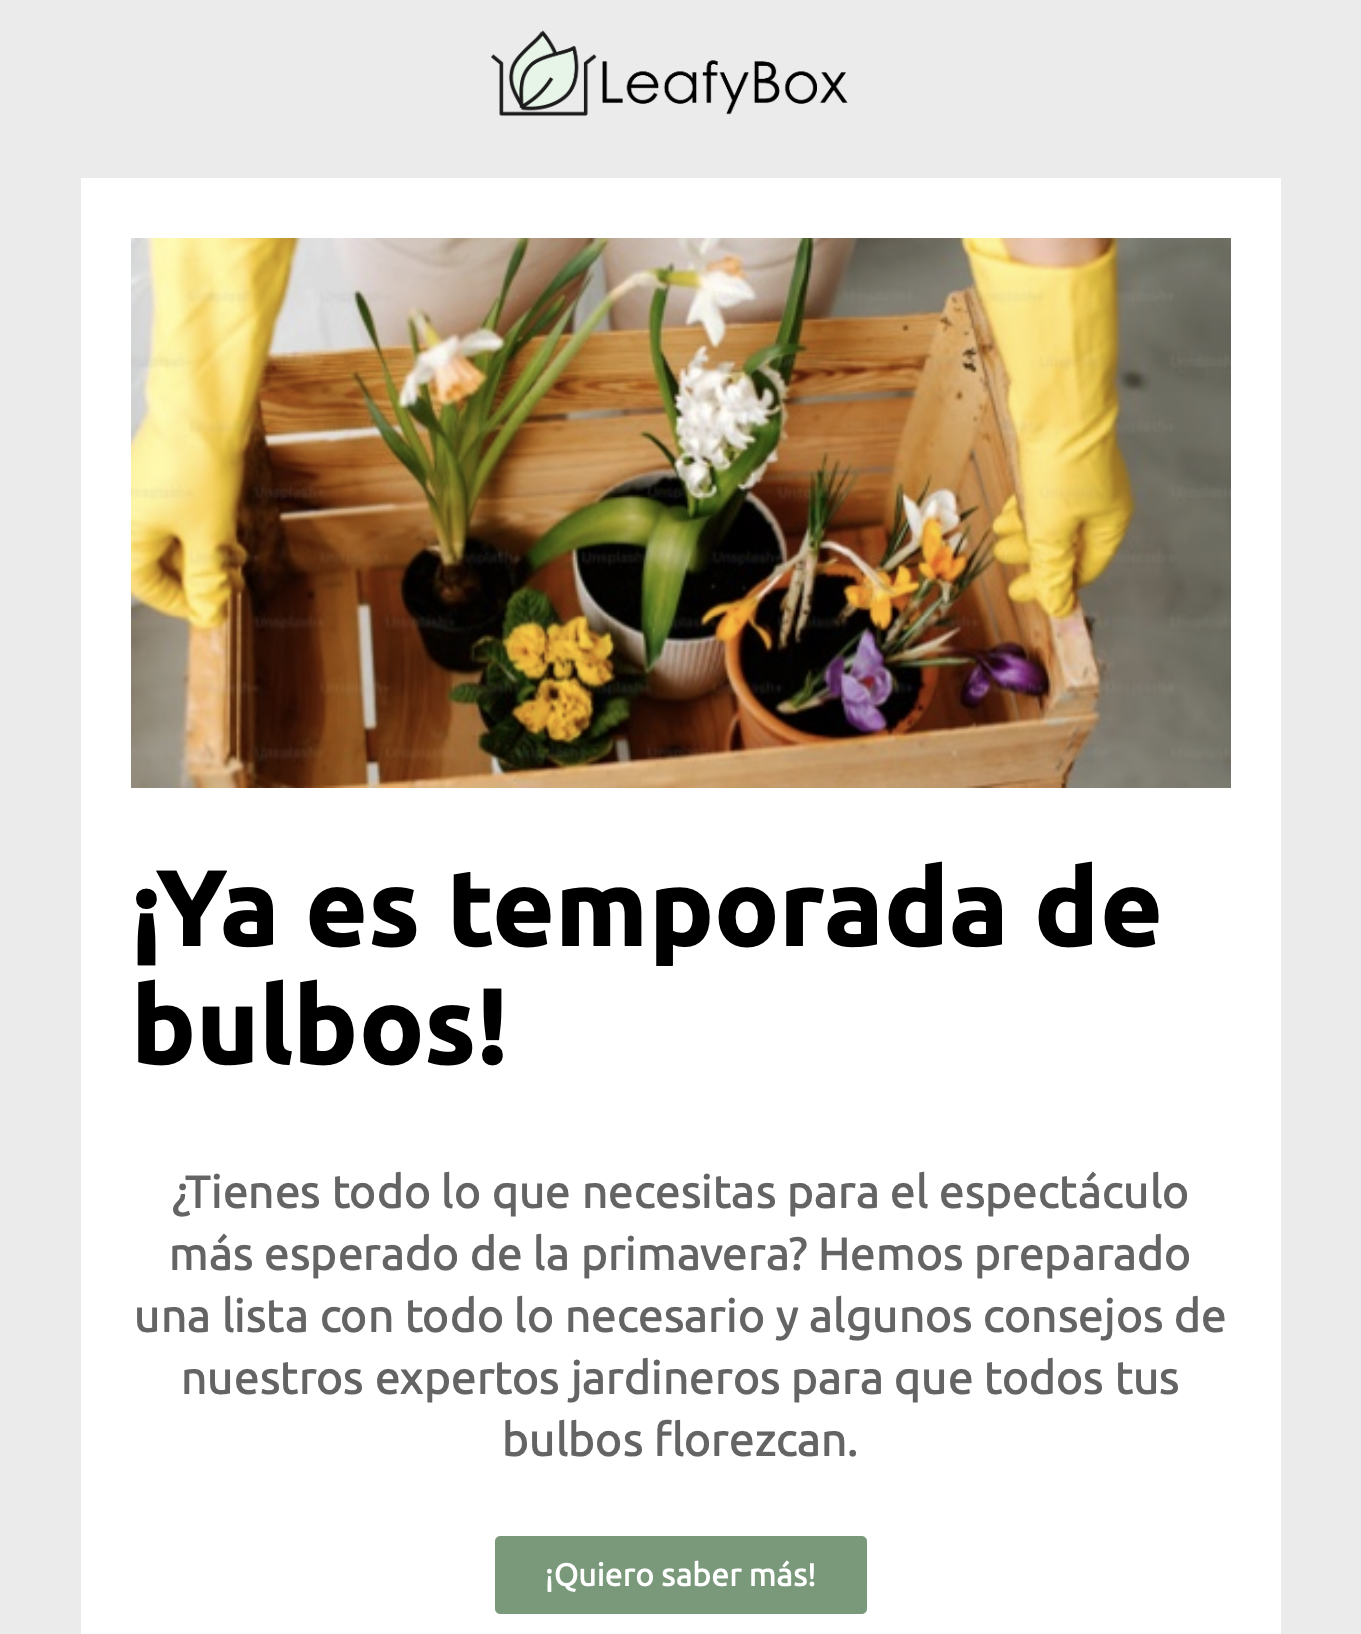 LeafyBox
¡Ya es temporada de
bulbos!
¿Tienes todo lo que necesitas para el espectáculo
más esperado de la primavera? Hemos preparado
una lista con todo lo necesario y algunos consejos de
nuestros expertos jardineros para que todos tus
bulbos florezcan.
¡Quiero saber más!